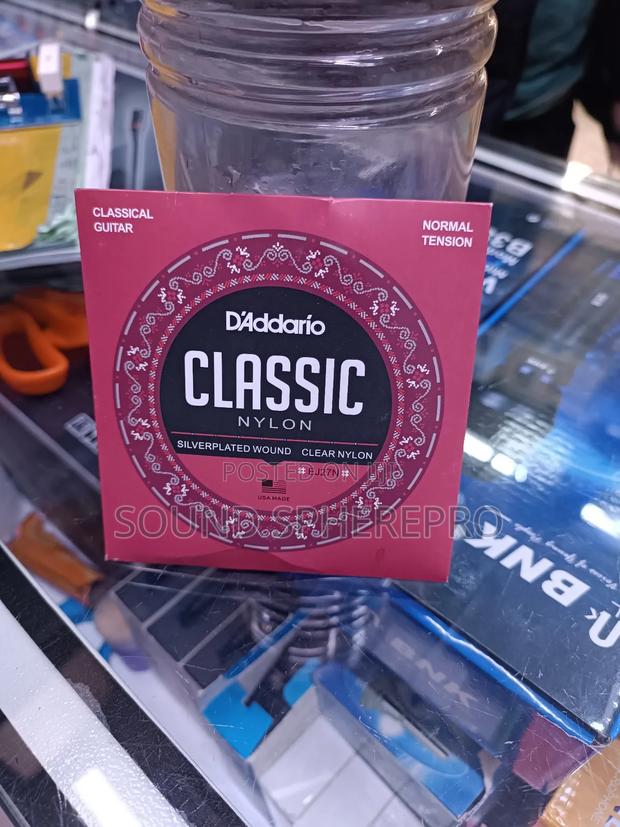 CLASSICAL
GUITAR
NORMAL
TENSION
D'Addario
CLASSIC
NYLON
SILVERPLATED WOUND CLEAR NYLON
POSTED ON
# EJ27N #
USA MADE
SOUND SPHEREPRO
BNK
BNK